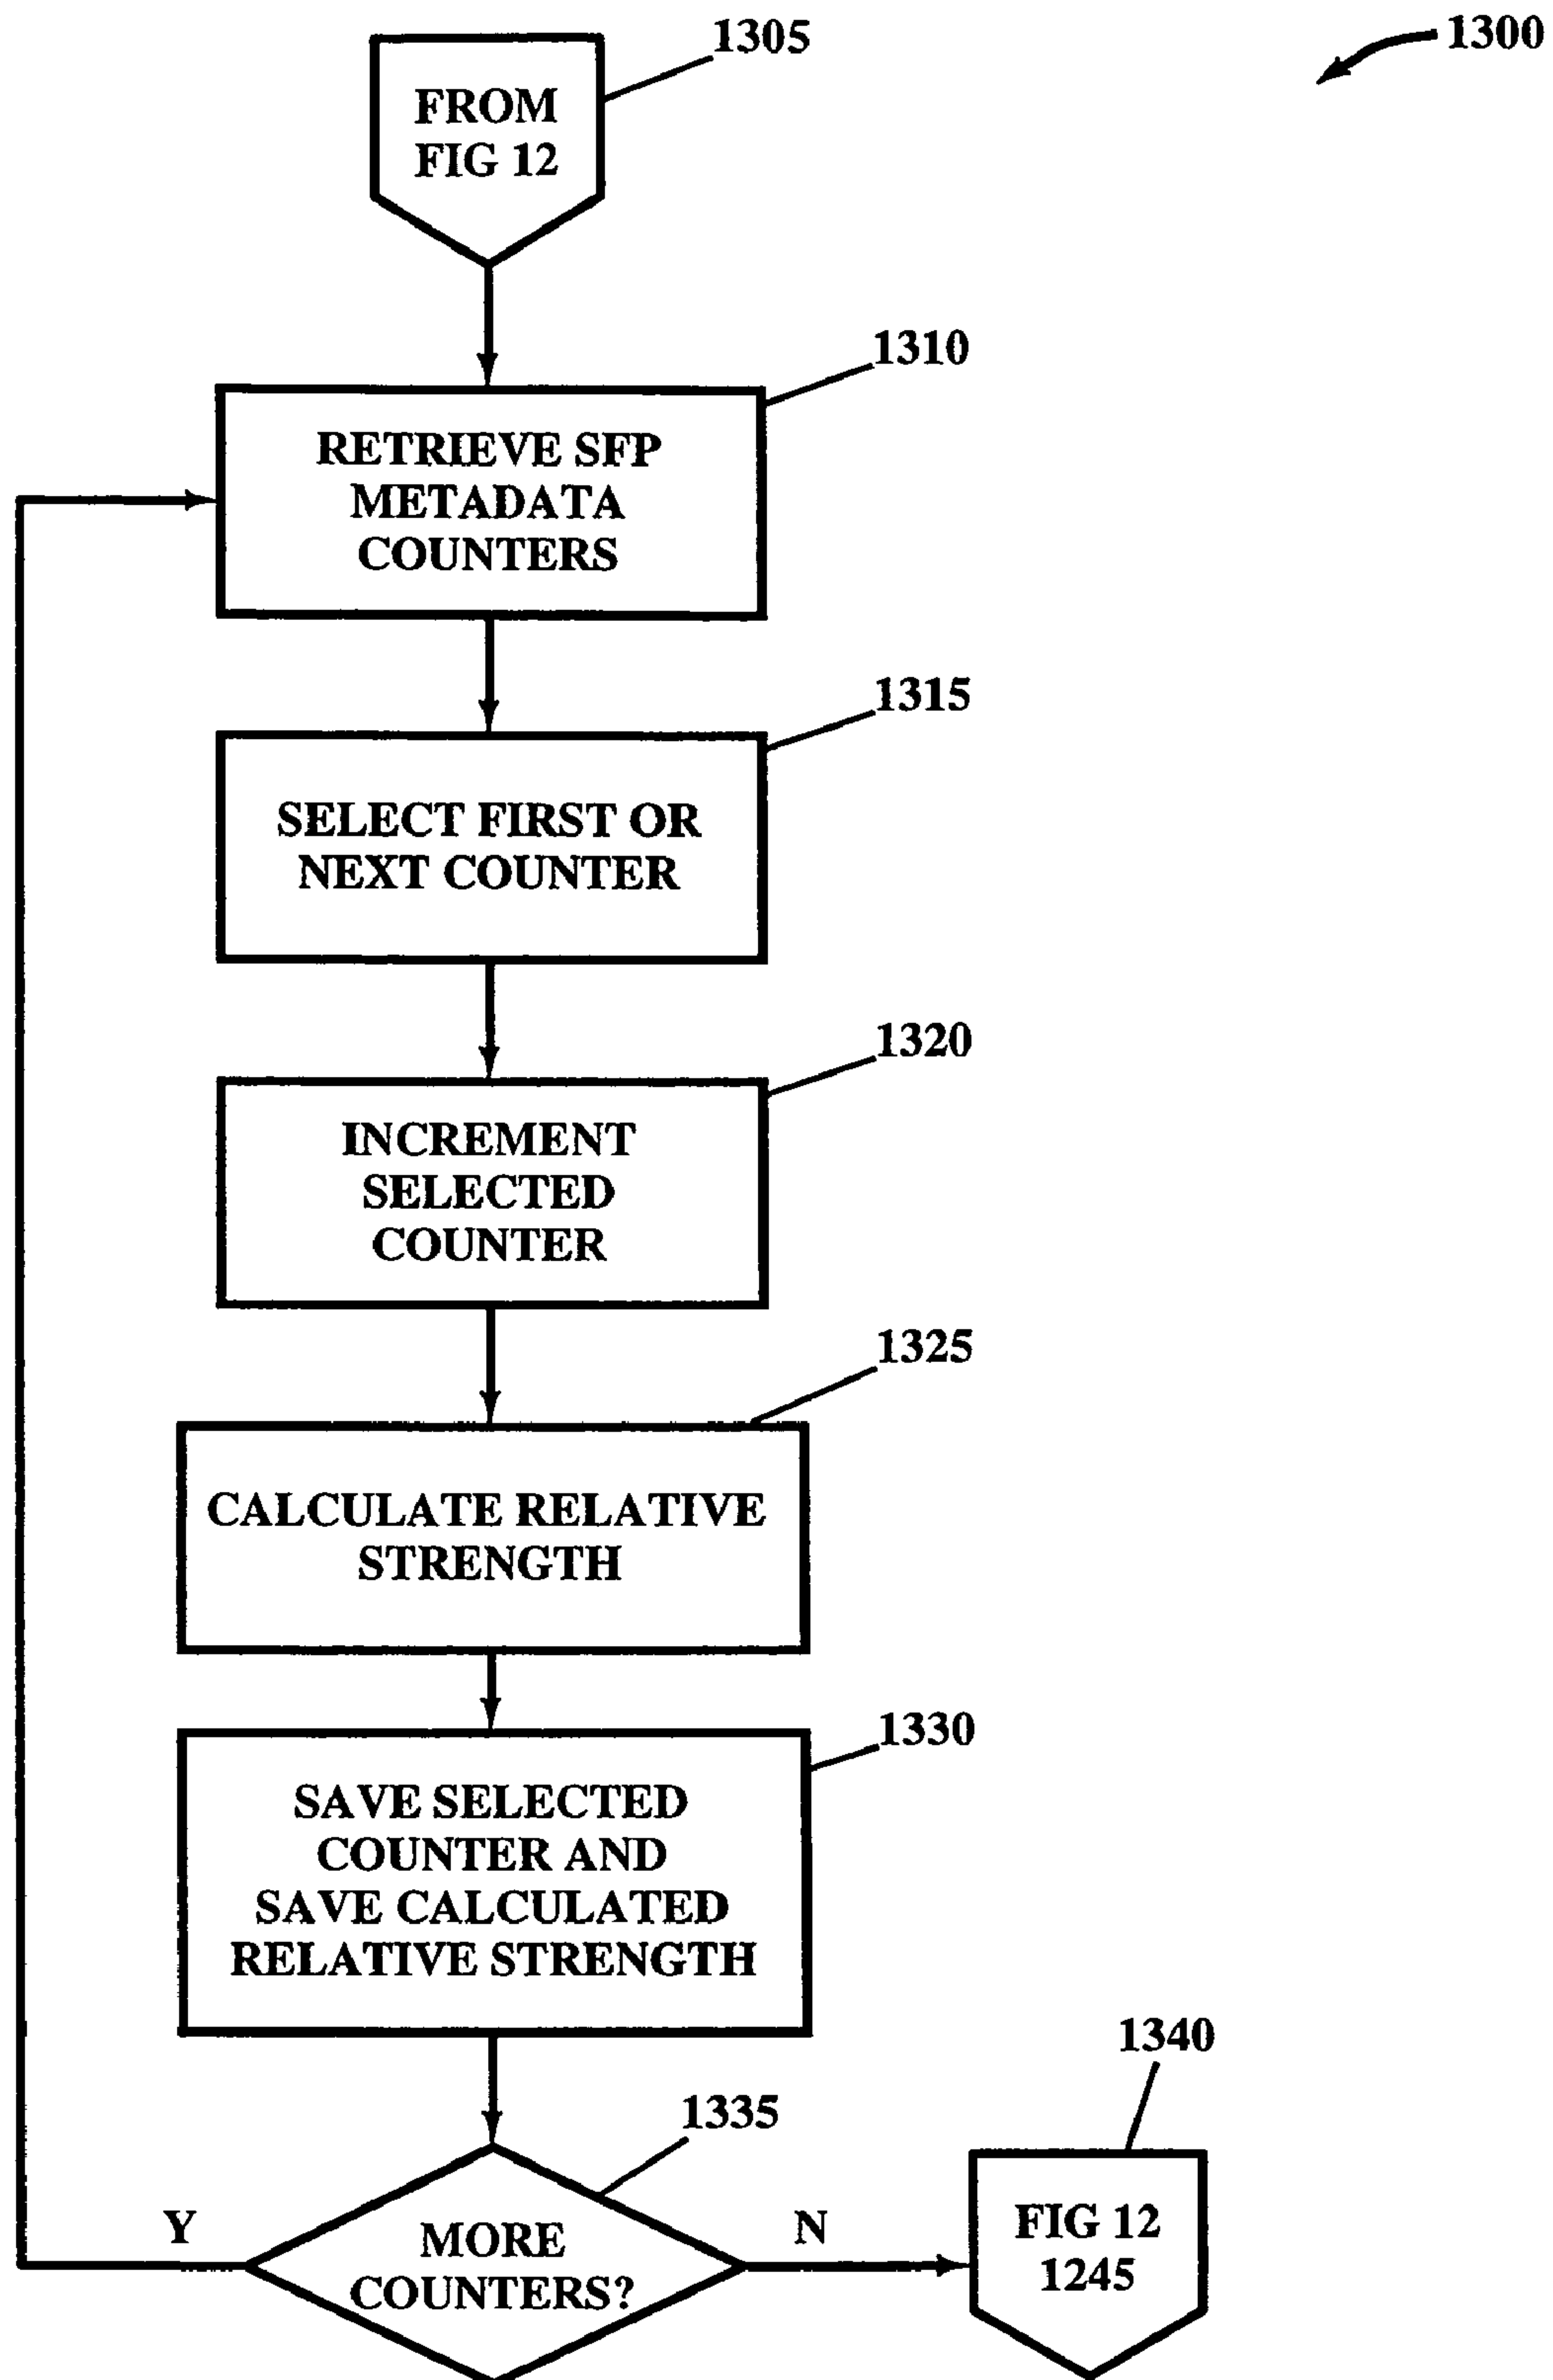 1305
1300
FROM
FIG 12
1310
RETRIEVE SFP
METADATA
COUNTERS
1315
SELECT FIRST OR
NEXT COUNTER
1320
INCREMENT
SELECTED
COUNTER
1325
CALCULATE RELATIVE
STRENGTH
1330
SAVE SELECTED
COUNTER AND
SAVE CALCULATED
RELATIVE STRENGTH
1340
1335
Y
MORE
COUNTERS?
N
FIG 12
1245